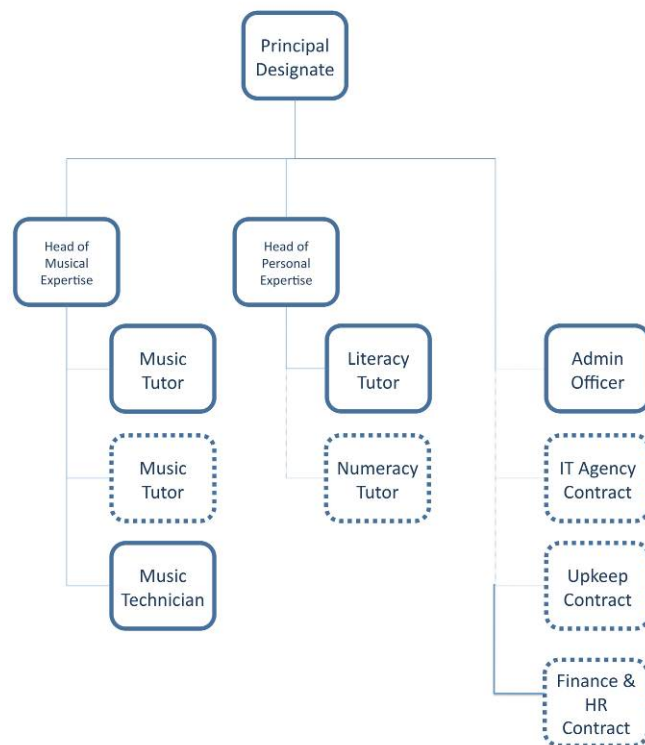 Principal
Designate
Head of
Musical
Expertise
Head of
Personal
Expertise
Music
Tutor
Literacy
Tutor
Admin
Officer
Music
Tutor
Numeracy
Tutor
IT Agency
Contract
Music
Technician
Upkeep
Contract
Finance &
HR
Contract